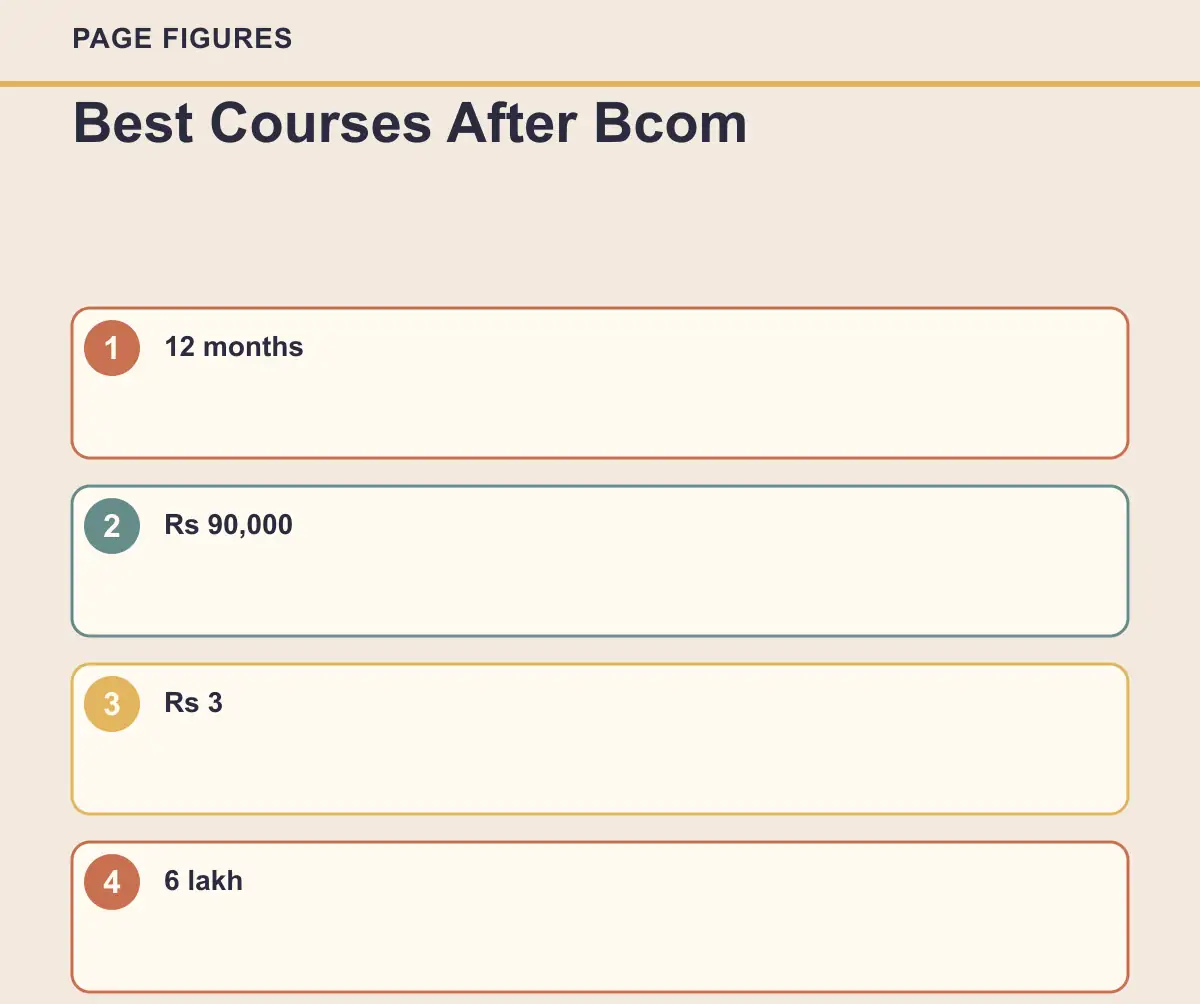 PAGE FIGURES
Best Courses After Bcom
1
12 months
2
Rs 90,000
3
Rs 3
4
6 lakh